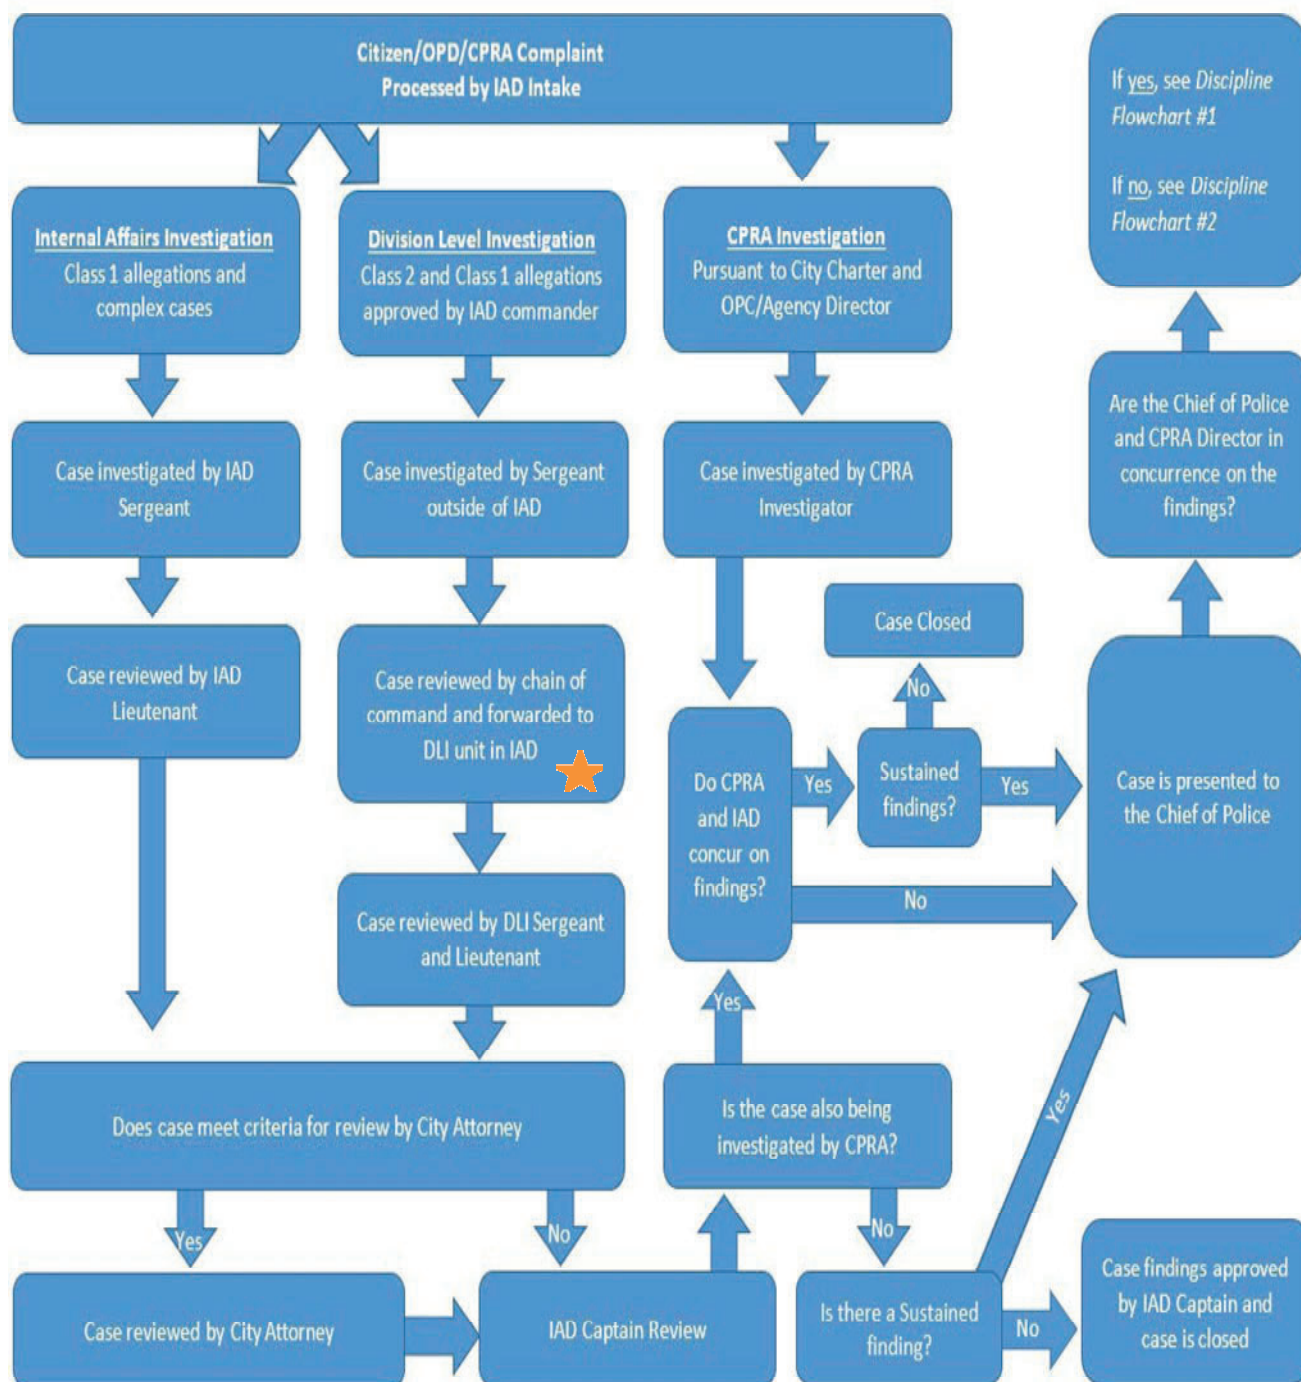 Citizen/OPD/CPRA Complaint
Processed by IAD Intake
Internal Affairs Investigation
Class 1 allegations and
complex cases
Division Level Investigation
Class 2 and Class 1 allegations
approved by IAD commander
CPRA Investigation
Pursuant to City Charter and
OPC/Agency Director
If yes, see Discipline
Flowchart #1
If no, see Discipline
Flowchart #2
Case investigated by IAD
Sergeant
Case investigated by Sergeant
outside of IAD
Case investigated by CPRA
Investigator
Are the Chief of Police
and CPRA Director in
concurrence on the
findings?
Case reviewed by IAD
Lieutenant
Case reviewed by chain of
command and forwarded to
DLI unit in IAD
Case Closed
No
Do CPRA
and IAD
concur on
findings?
Yes
Sustained
findings?
Yes
No
Case is presented to
the Chief of Police
Case reviewed by DLI Sergeant
and Lieutenant
Does case meet criteria for review by City Attorney
Yes
Is the case also being
investigated by CPRA?
Yes
Yes
No
No
Case reviewed by City Attorney
IAD Captain Review
Is there a Sustained
finding?
No
Case findings approved
by IAD Captain and
case is closed